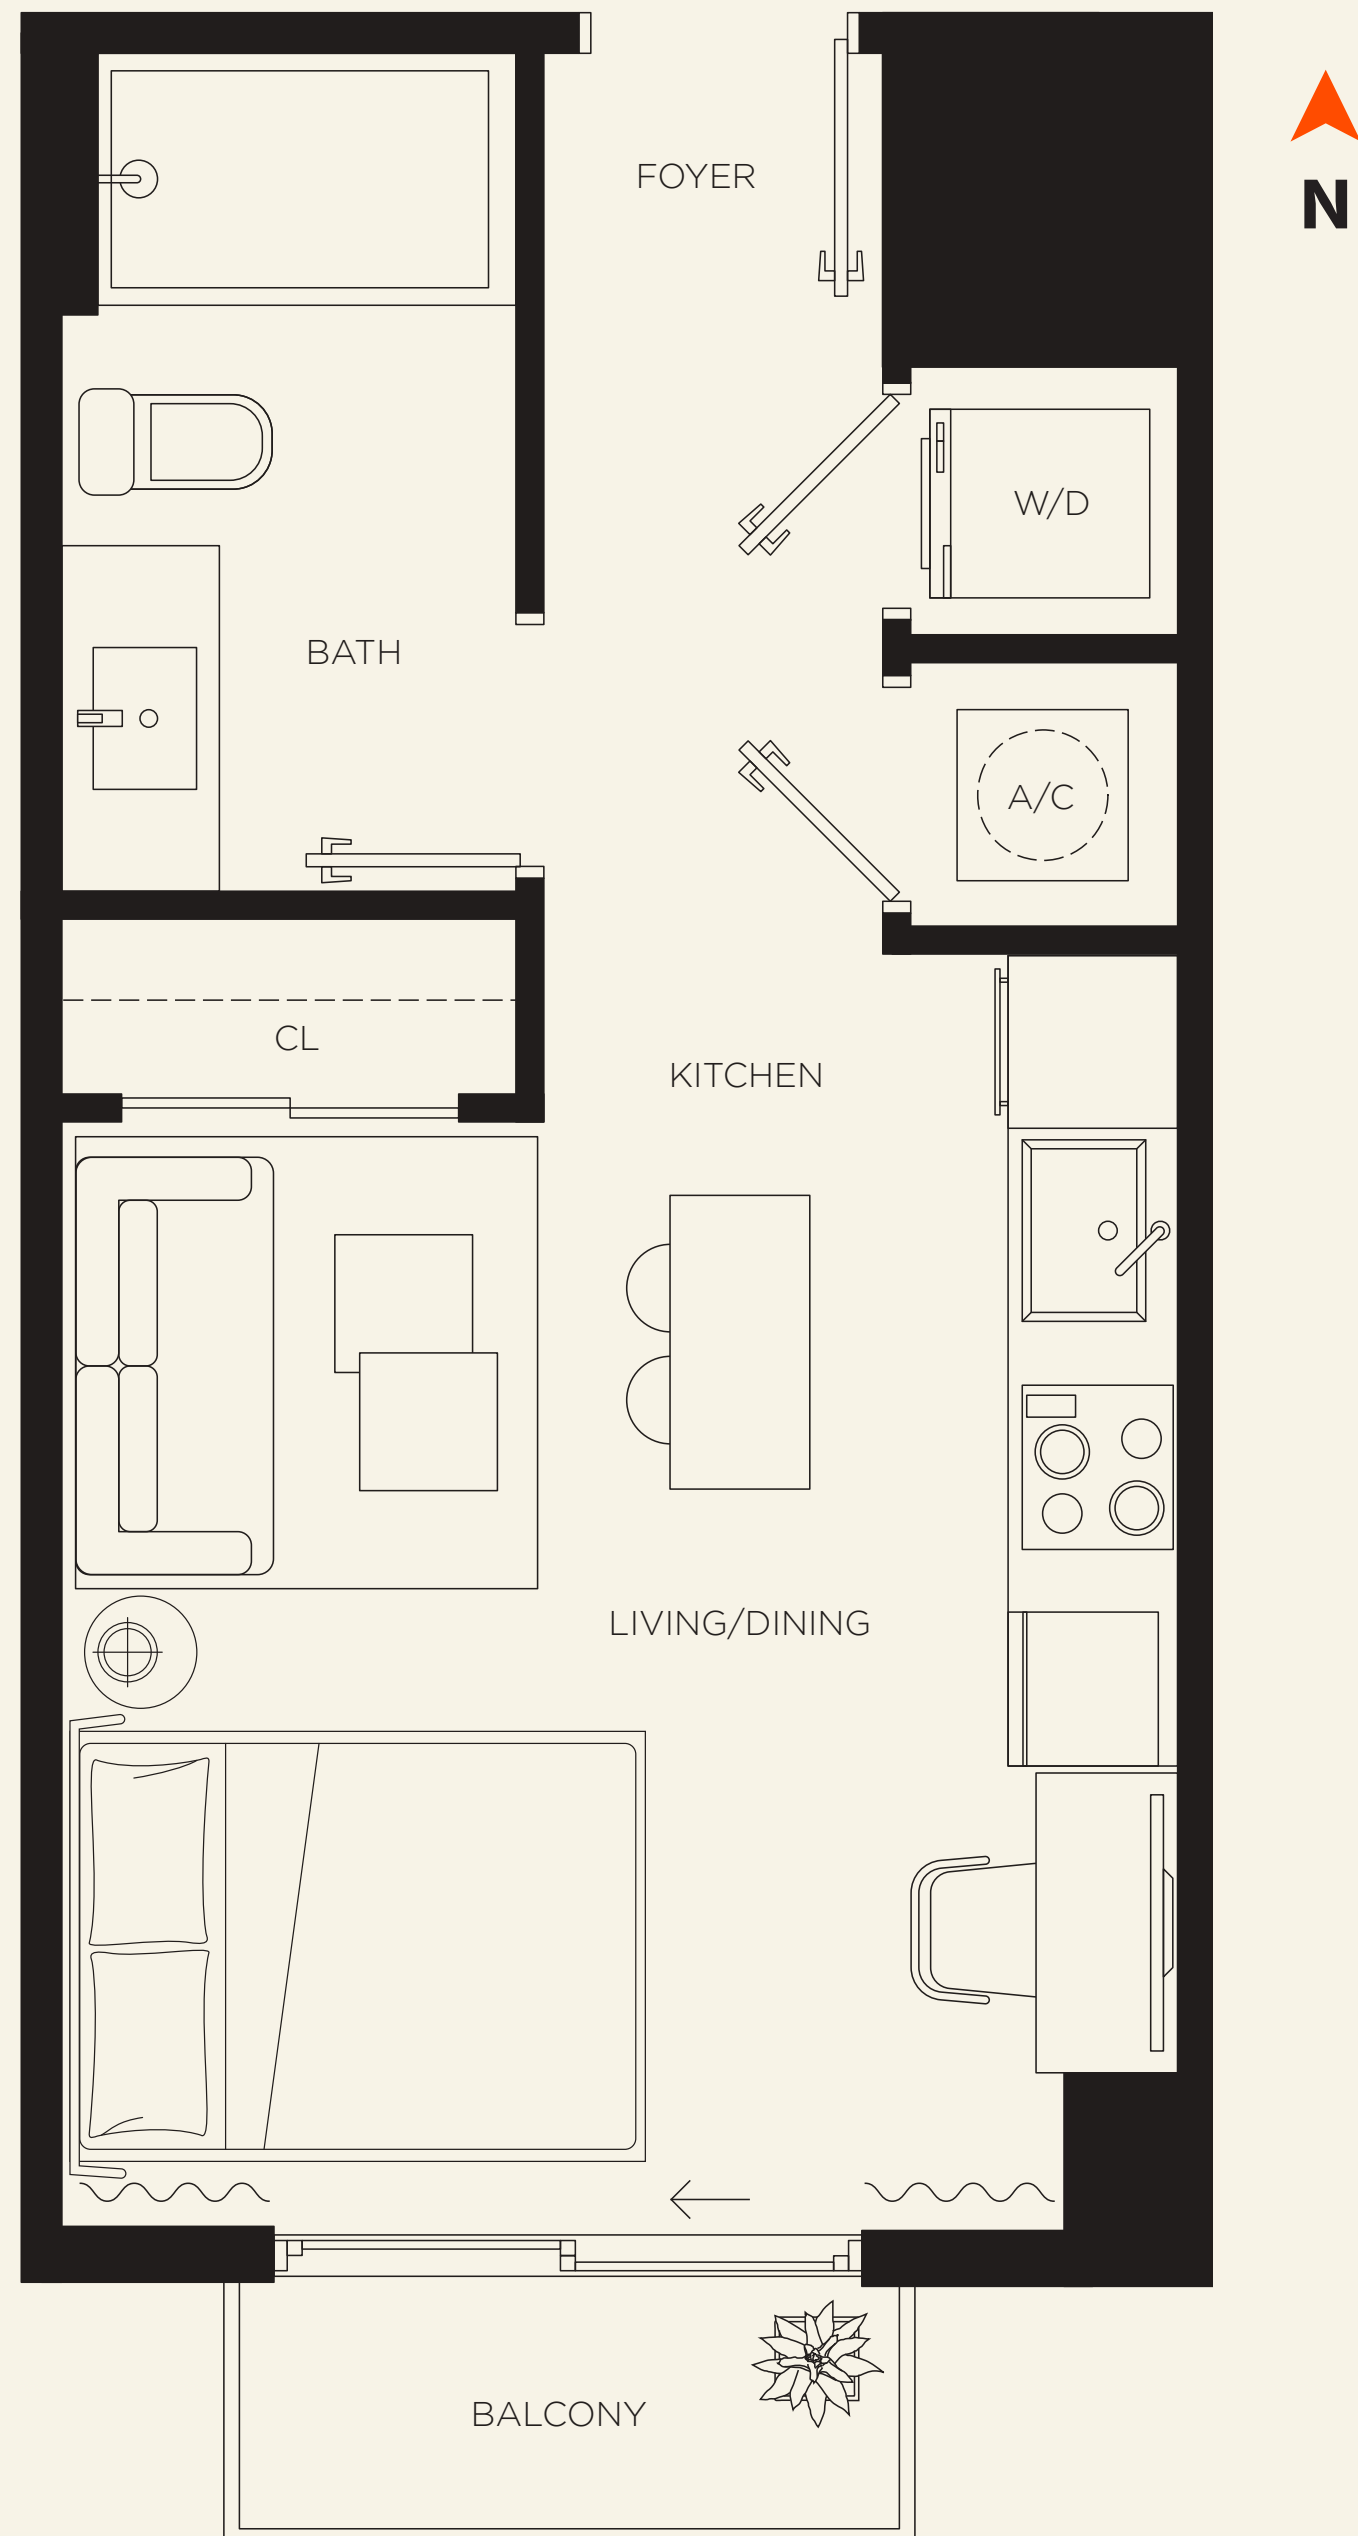 FOYER
N
W/D
BATH
A/C
CL
KITCHEN
LIVING/DINING
BALCONY